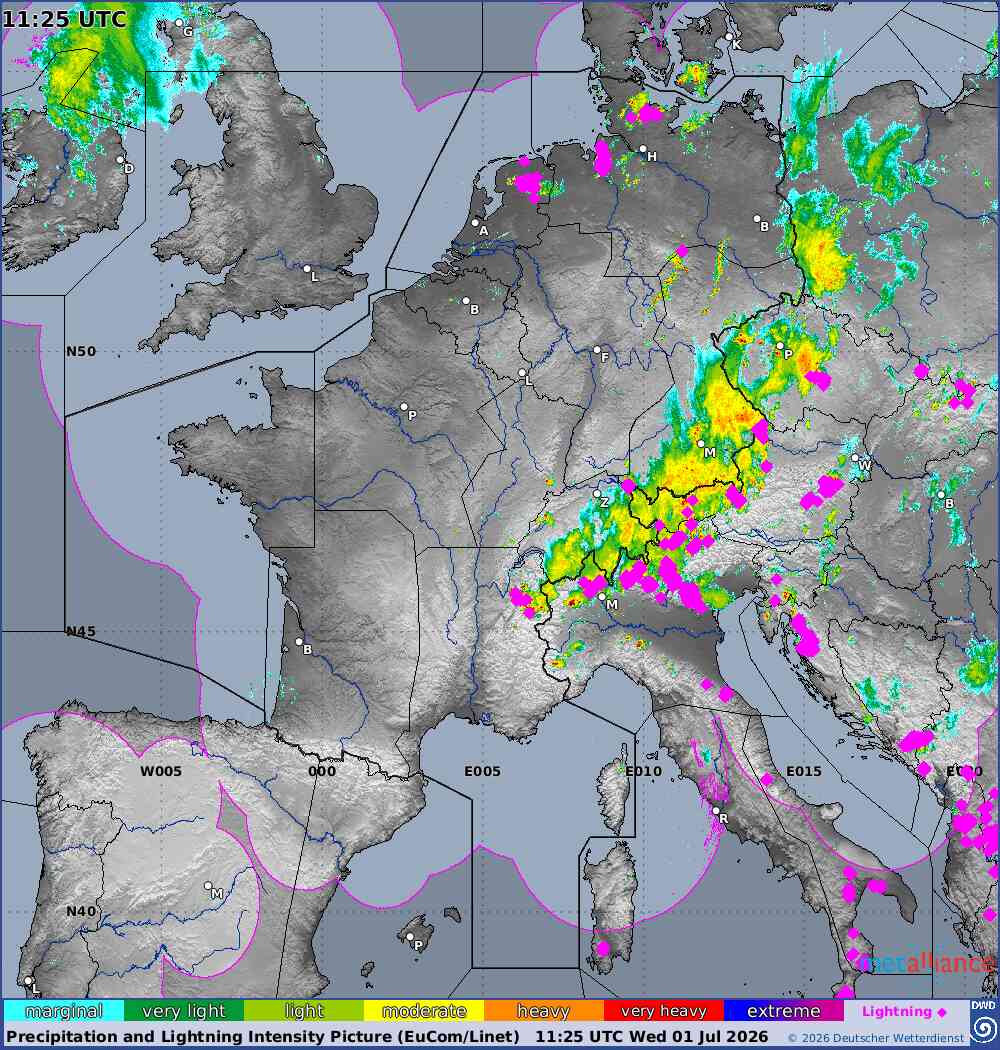 11:25 UTC
G
K
D
H
A
B
L
B
N50
F
P
L
P
M
W
Z
B
M
N45
B
W005
000
E005
E010
E015
E020
R
M
N40
P
L
metalliance
marginal
very light
light
moderate
heavy
very heavy
extreme
Lightning
DWD
Precipitation and Lightning Intensity Picture (EuCom/Linet) 11:25 UTC Wed 01 Jul 2026 © 2026 Deutscher Wetterdienst